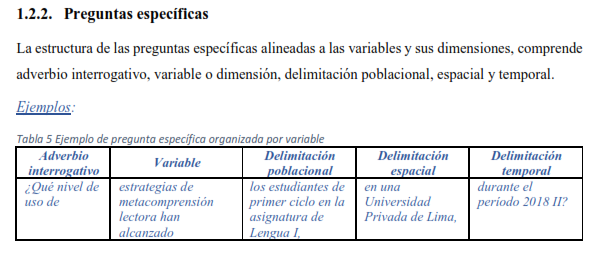 1.2.2. Preguntas específicas
La estructura de las preguntas específicas alineadas a las variables y sus dimensiones, comprende
adverbio interrogativo, variable o dimensión, delimitación poblacional, espacial y temporal.
Ejemplos:
Tabla 5 Ejemplo de pregunta específica organizada por variable
Adverbio interrogativo
Variable
Delimitación poblacional
Delimitación espacial
Delimitación temporal
¿Qué nivel de
uso de
estrategias de
metacomprensión
lectora han
alcanzado
los estudiantes de
primer ciclo en la
asignatura de
Lengua I,
en una
Universidad
Privada de Lima,
durante el
periodo 2018 II?